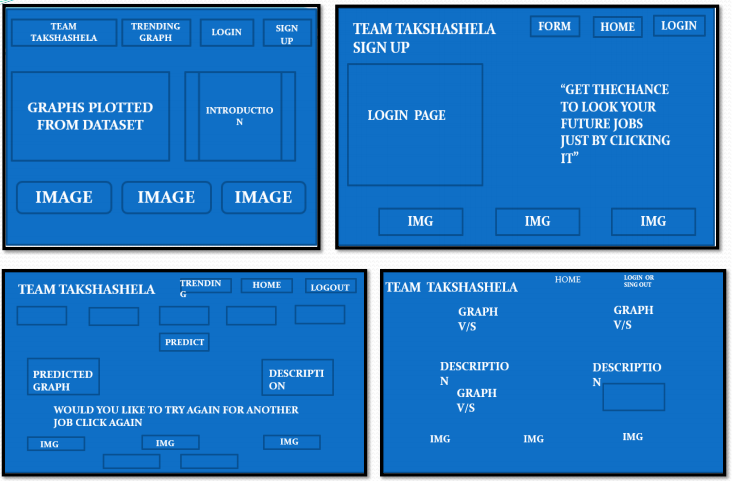 TEAM
TAKSHASHELA
TRENDING
GRAPH
LOGIN
SIGN
UP
GRAPHS PLOTTED
FROM DATASET
INTRODUCTIO
N
IMAGE
IMAGE
IMAGE
TEAM TAKSHASHELA
SIGN UP
FORM
HOME
LOGIN
LOGIN PAGE
“GET THECHANCE
TO LOOK YOUR
FUTURE JOBS
JUST BY CLICKING
IT”
IMG
IMG
IMG
TEAM TAKSHASHELA
TRENDIN
G
HOME
LOGOUT
PREDICT
PREDICTED
GRAPH
DESCRIPTI
ON
WOULD YOU LIKE TO TRY AGAIN FOR ANOTHER
JOB CLICK AGAIN
IMG
IMG
IMG
TEAM TAKSHASHELA
HOME
LOGIN OR
SING OUT
GRAPH
V/S
GRAPH
V/S
DESCRIPTIO
N
DESCRIPTIO
N
GRAPH
V/S
IMG
IMG
IMG